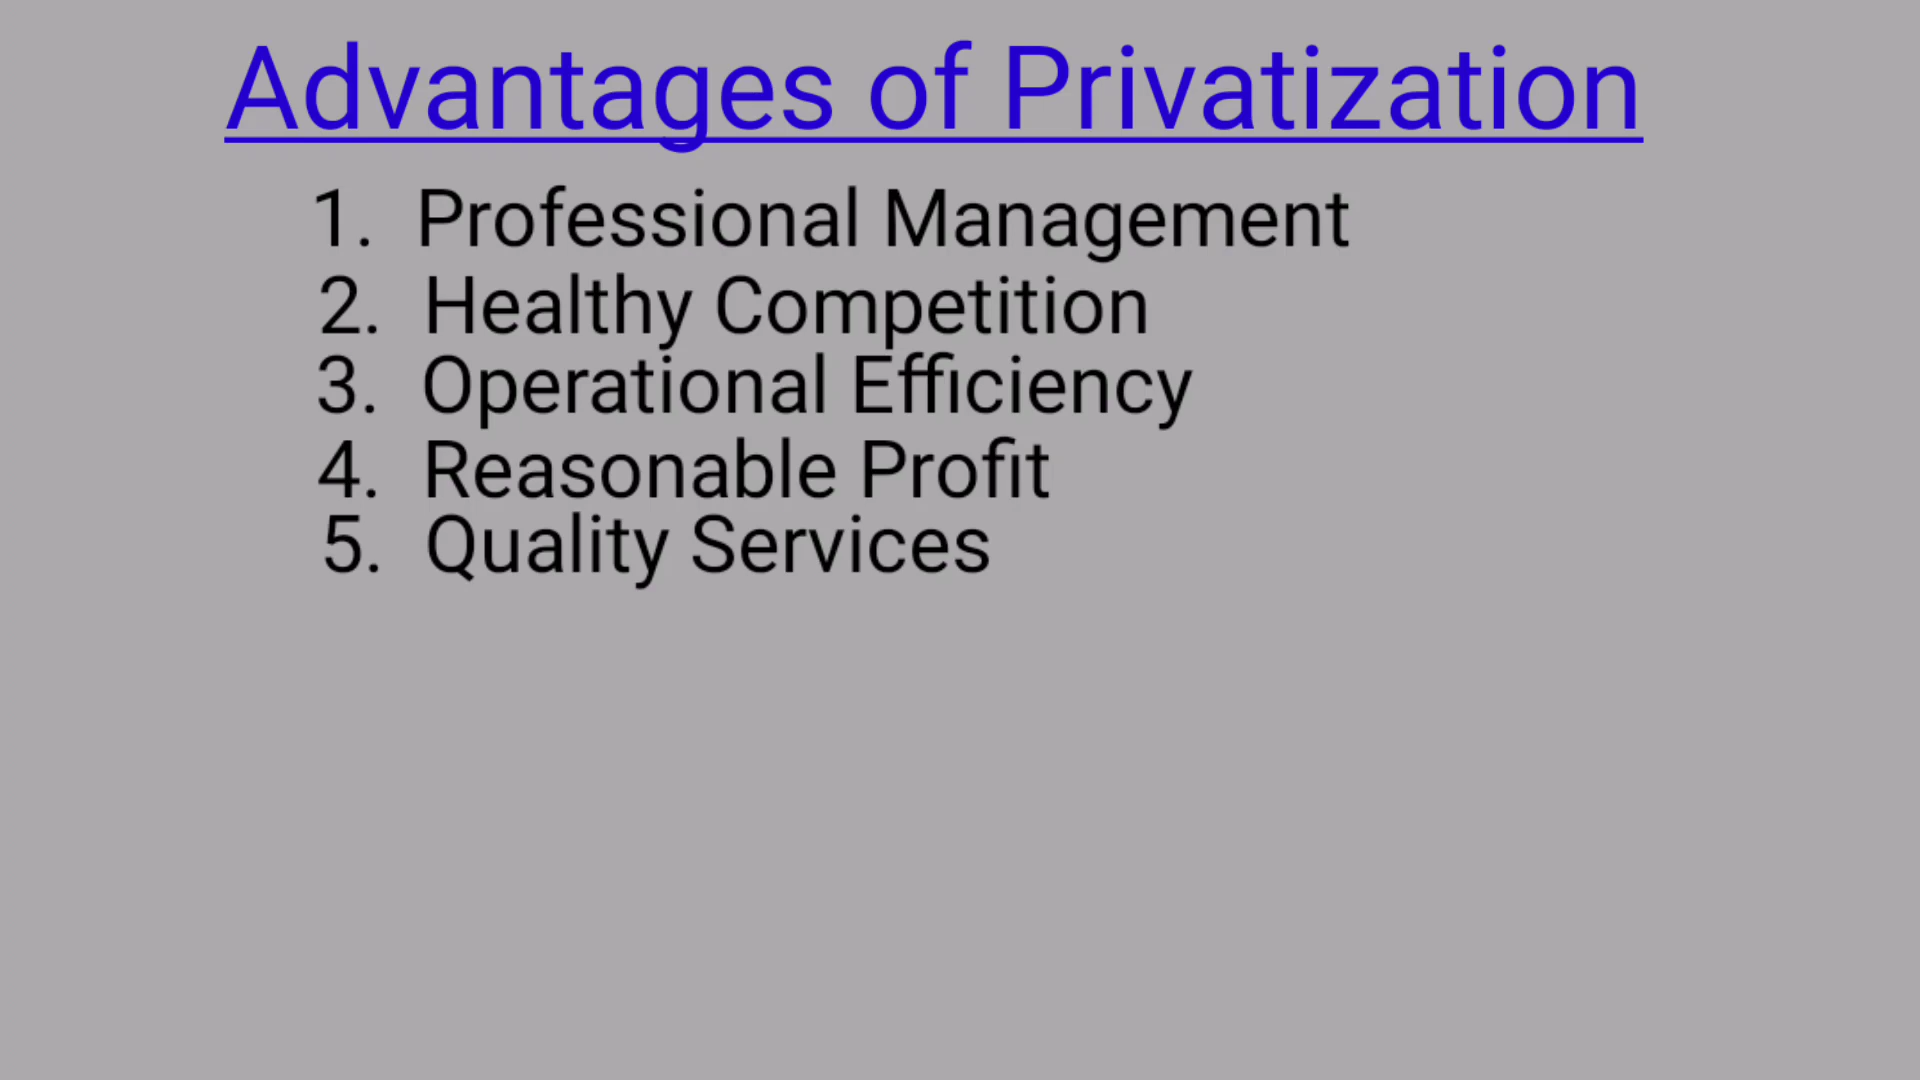 Advantages of Privatization
1. Professional Management
2. Healthy Competition
3. Operational Efficiency
4. Reasonable Profit
5. Quality Services